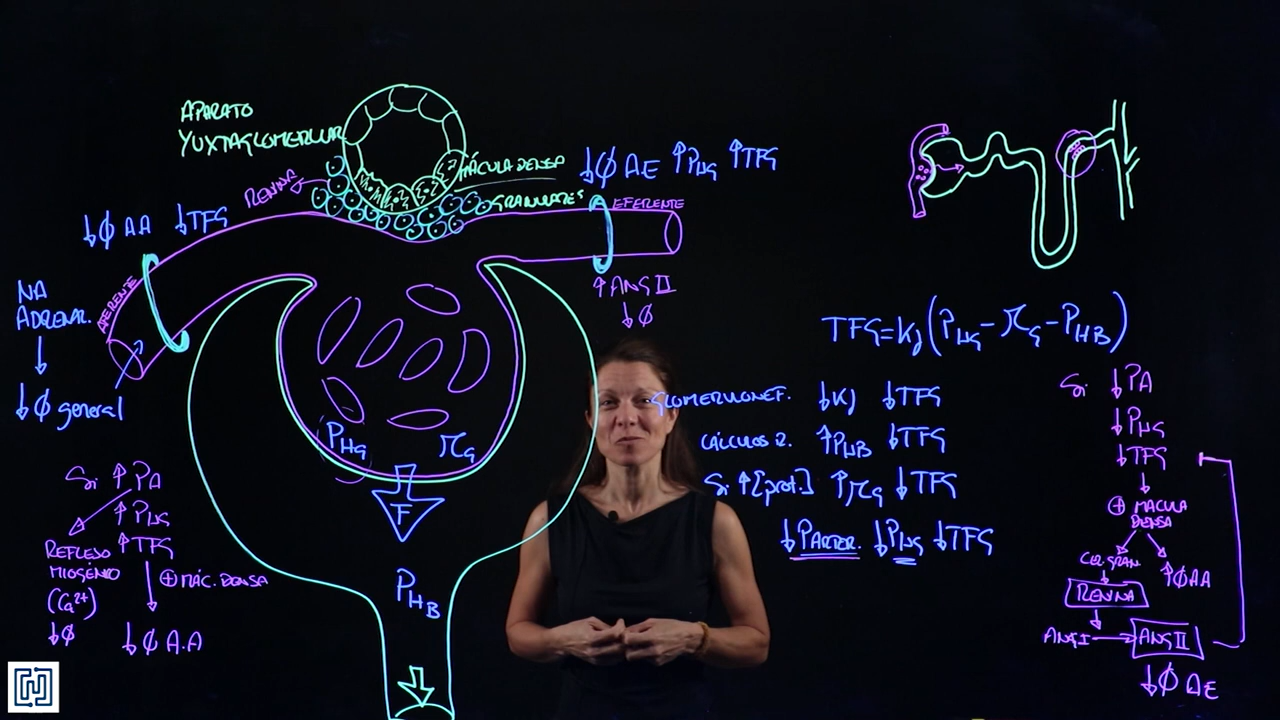 APARATO
YUXTAGLOMERULAR
MÁCULA DENSA
GRANULARES
RENINA
↓∅ AA ↓TFG
↓∅ AE ↑PHG ↑TFG
EFERENTE
↑ANG II
↓∅
AFERENTE
NA
ADRENAL.
↓
↓∅ general
PHG
πG
F
PHB
Si ↑PA
↑PHG
↑TFG
REFLEJO
MIOGÉNICO
(Ca²⁺)
↓∅
⊕ MÁC. DENSA
↓∅ A.A
TFG=Kf(PHG-πG-PHB)
GLOMERULONEF. ↓Kf ↓TFG
CÁLCULOS R. ↑PHB ↓TFG
Si ↑[prot.] ↑πG ↓TFG
↓PARTER. ↓PHG ↓TFG
Si ↓PA
↓PHG
↓TFG
⊕ MÁCULA
DENSA
CEL GRAN.
↑∅AA
RENINA
ANG I → ANG II
↓∅ AE